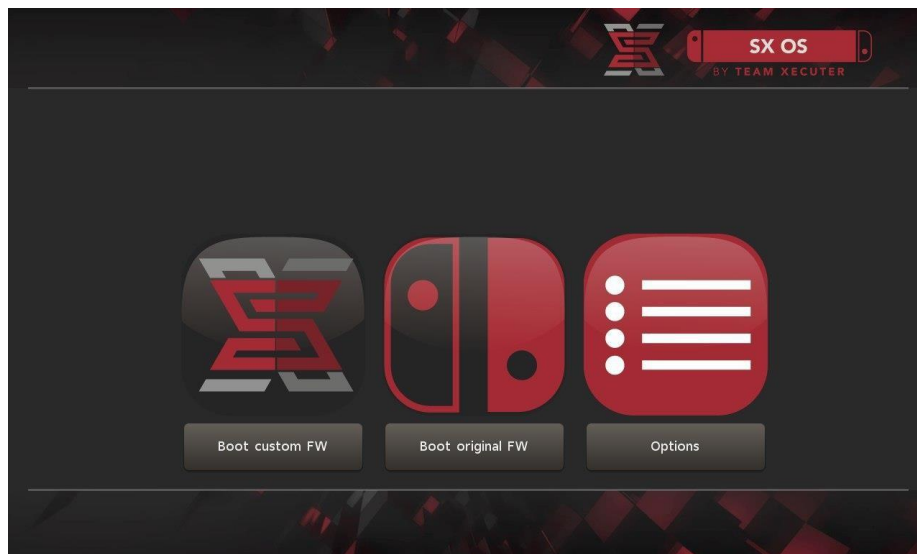 SX OS
BY TEAM XECUTER
Boot custom FW
Boot original FW
Options